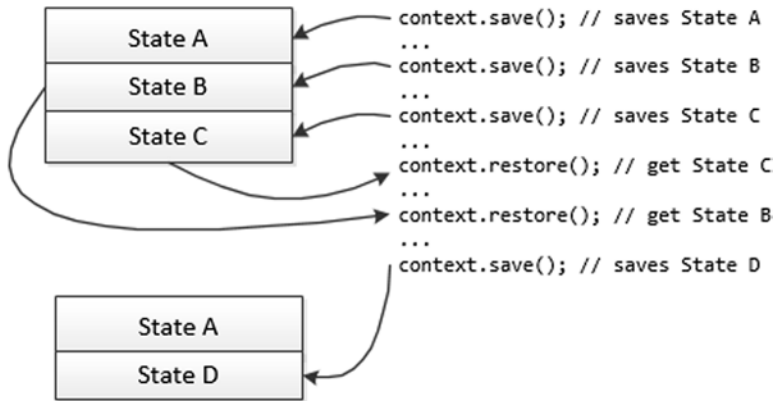 State A
State B
State C
context.save(); // saves State A
...
context.save(); // saves State B
...
context.save(); // saves State C
...
context.restore(); // get State C
...
context.restore(); // get State B
...
context.save(); // saves State D
State A
State D